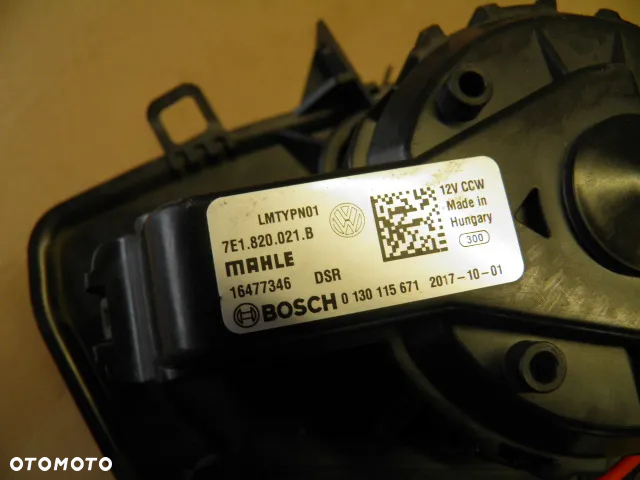 LMTYPN01
7E1.820.021.B
MAHLE
16477346 DSR
BOSCH 0 130 115 671 2017-10-01
12V CCW
Made in
Hungary
300
OTOMOTO